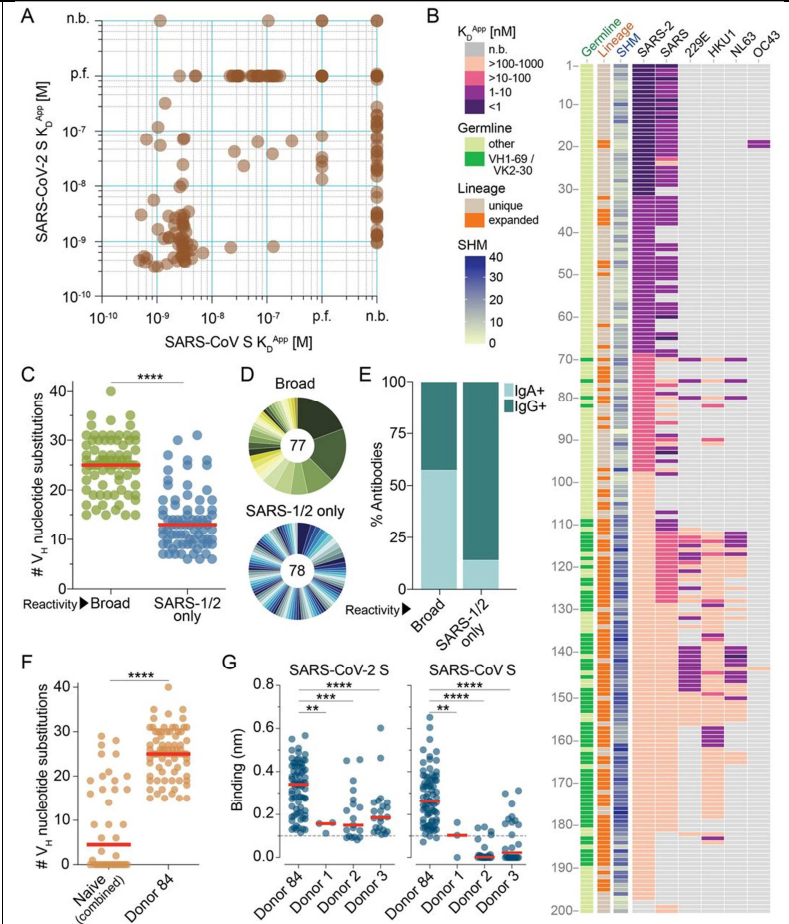 A
n.b.
p.f.
10-7
10-8
10-9
10-10
SARS-CoV-2 S KDApp [M]
10-10
10-9
10-8
10-7
p.f.
n.b.
SARS-CoV S KDApp [M]
B
KDApp [nM]
n.b.
>100-1000
>10-100
1-10
<1
Germline
other
VH1-69 /
VK2-30
Lineage
unique
expanded
SHM
40
30
20
10
0
Germline
Lineage
SHM
SARS-2
SARS
229E
HKU1
NL63
OC43
1
10
20
30
40
50
60
70
80
90
100
110
120
130
140
150
160
170
180
190
200
C
****
40
30
20
10
0
# VH nucleotide substitutions
Reactivity ▶ Broad
SARS-1/2
only
D
Broad
77
SARS-1/2 only
78
E
IgA+
IgG+
100
75
50
25
0
% Antibodies
Reactivity ▶
Broad
SARS-1/2
only
F
****
40
30
20
10
0
# VH nucleotide substitutions
Naive
(combined)
Donor 84
G
SARS-CoV-2 S
****
***
**
0.8
0.6
0.4
0.2
0.0
Binding (nm)
Donor 84
Donor 1
Donor 2
Donor 3
SARS-CoV S
****
****
**
Donor 84
Donor 1
Donor 2
Donor 3